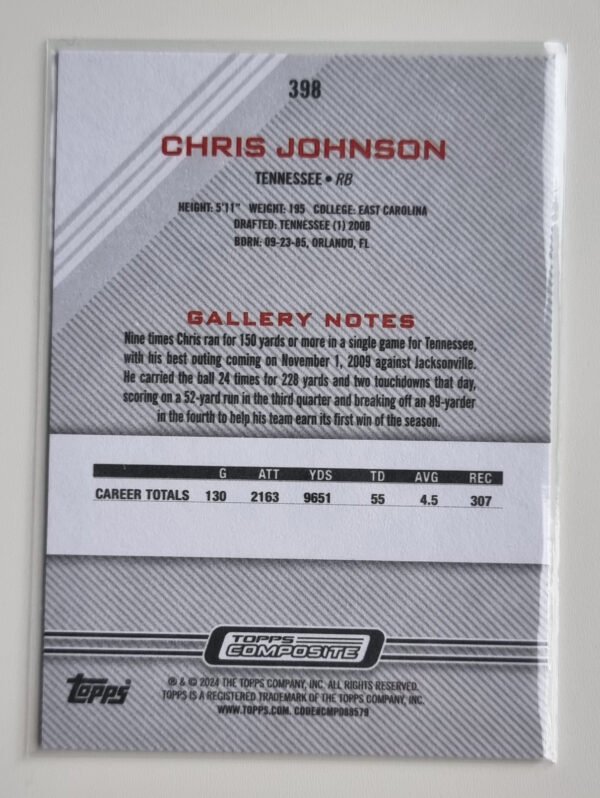 398
CHRIS JOHNSON
TENNESSEE • RB
HEIGHT: 5'11" WEIGHT: 195 COLLEGE: EAST CAROLINA
DRAFTED: TENNESSEE (1) 2008
BORN: 09-23-85, ORLANDO, FL
GALLERY NOTES
Nine times Chris ran for 150 yards or more in a single game for Tennessee,
with his best outing coming on November 1, 2009 against Jacksonville.
He carried the ball 24 times for 228 yards and two touchdowns that day,
scoring on a 52-yard run in the third quarter and breaking off an 89-yarder
in the fourth to help his team earn its first win of the season.
G ATT YDS TD AVG REC
CAREER TOTALS 130 2163 9651 55 4.5 307
TOPPS
COMPOSITE
Topps
℗ & © 2024 THE TOPPS COMPANY, INC. ALL RIGHTS RESERVED.
TOPPS IS A REGISTERED TRADEMARK OF THE TOPPS COMPANY, INC.
WWW.TOPPS.COM. CODE#CMP088579